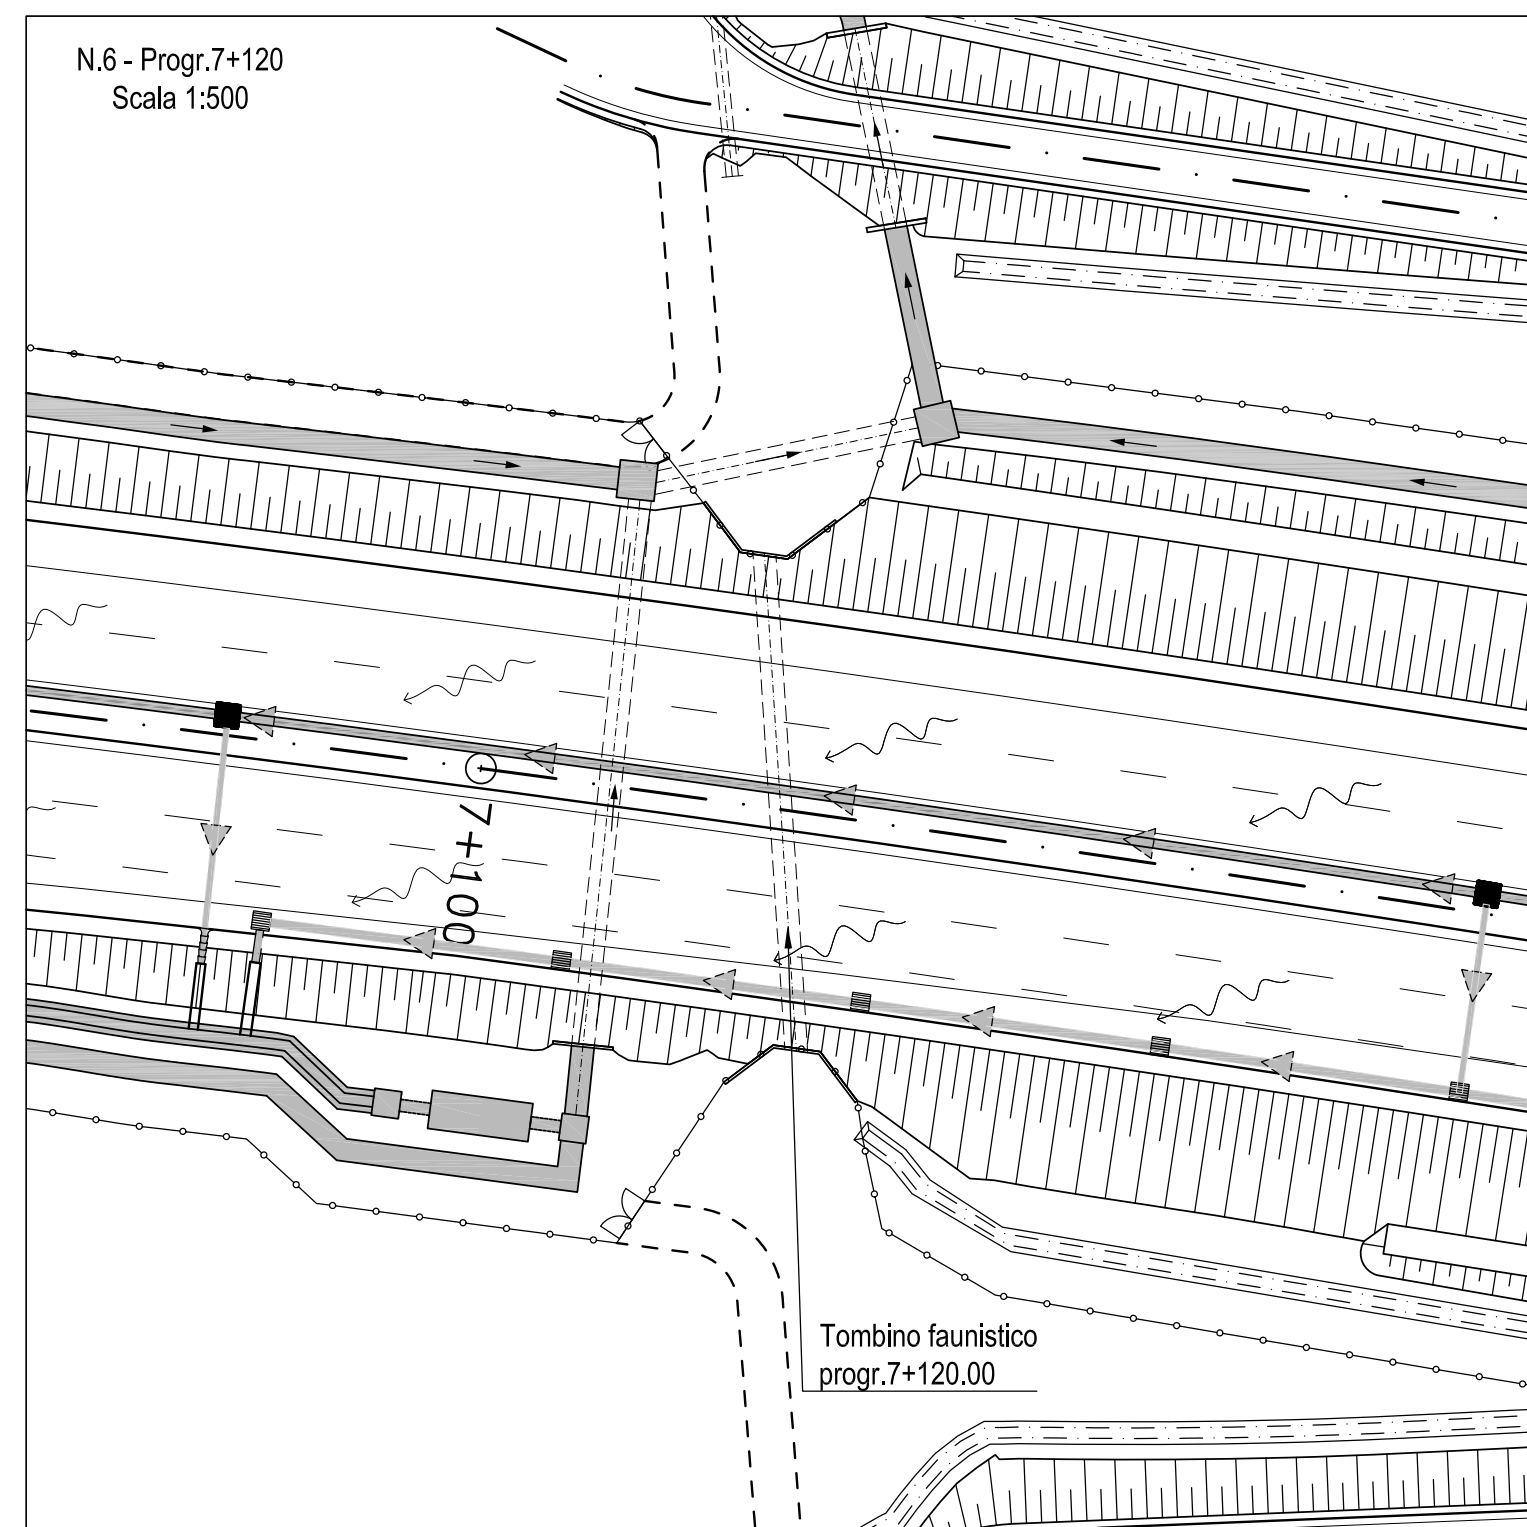 N.6 - Progr.7+120
Scala 1:500
7+100
Tombino faunistico
progr.7+120.00